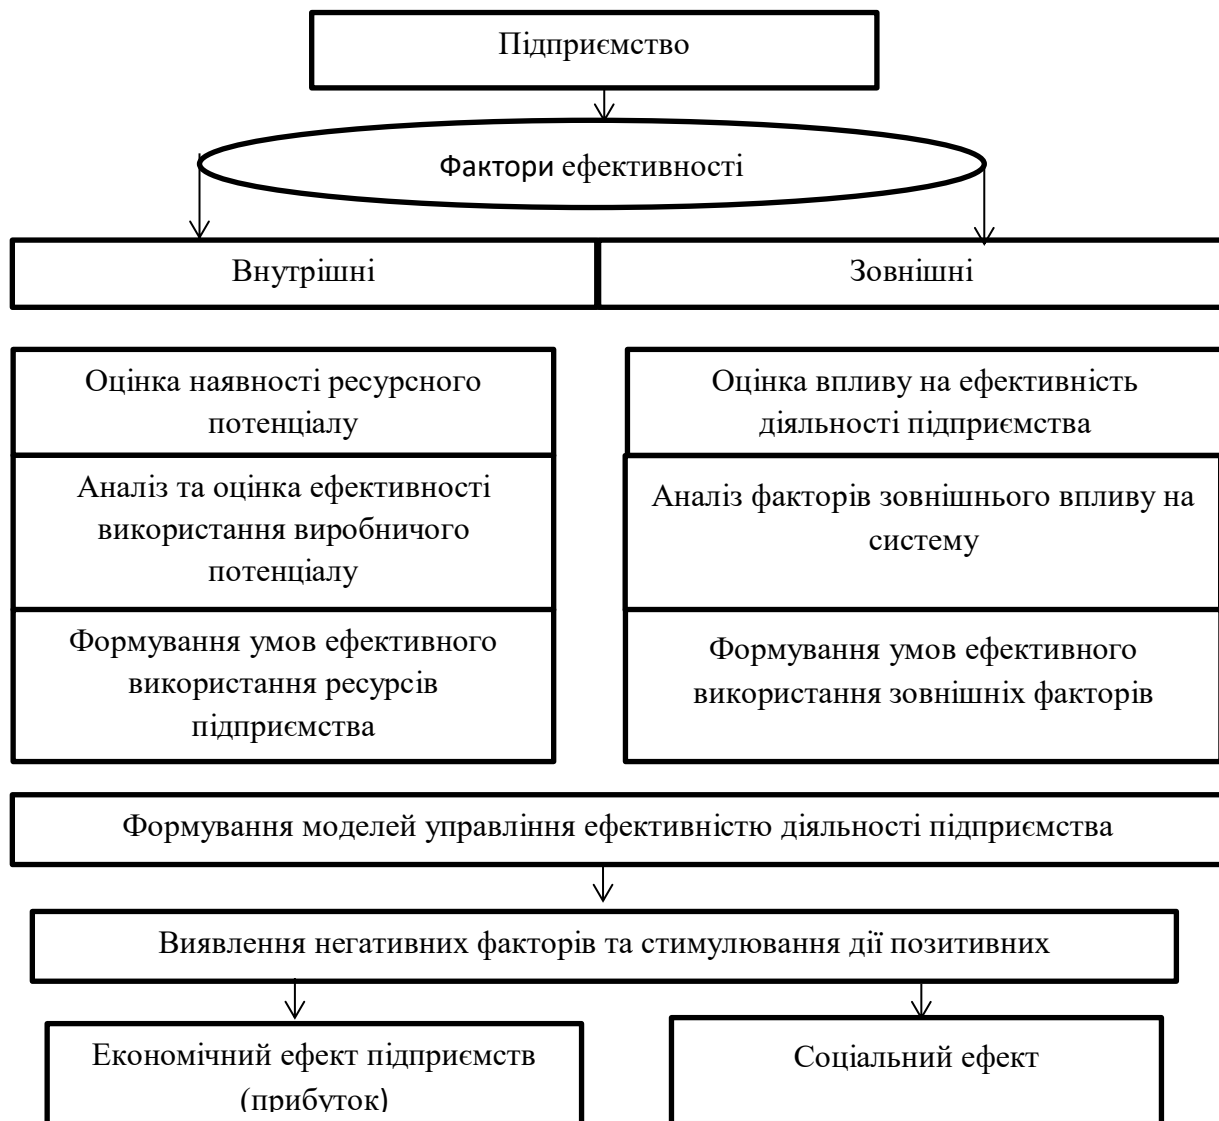 Підприємство
Фактори ефективності
Внутрішні
Зовнішні
Оцінка наявності ресурсного
потенціалу
Оцінка впливу на ефективність
діяльності підприємства
Аналіз та оцінка ефективності
використання виробничого
потенціалу
Аналіз факторів зовнішнього впливу на
систему
Формування умов ефективного
використання ресурсів
підприємства
Формування умов ефективного
використання зовнішніх факторів
Формування моделей управління ефективністю діяльності підприємства
Виявлення негативних факторів та стимулювання дії позитивних
Економічний ефект підприємств
(прибуток)
Соціальний ефект